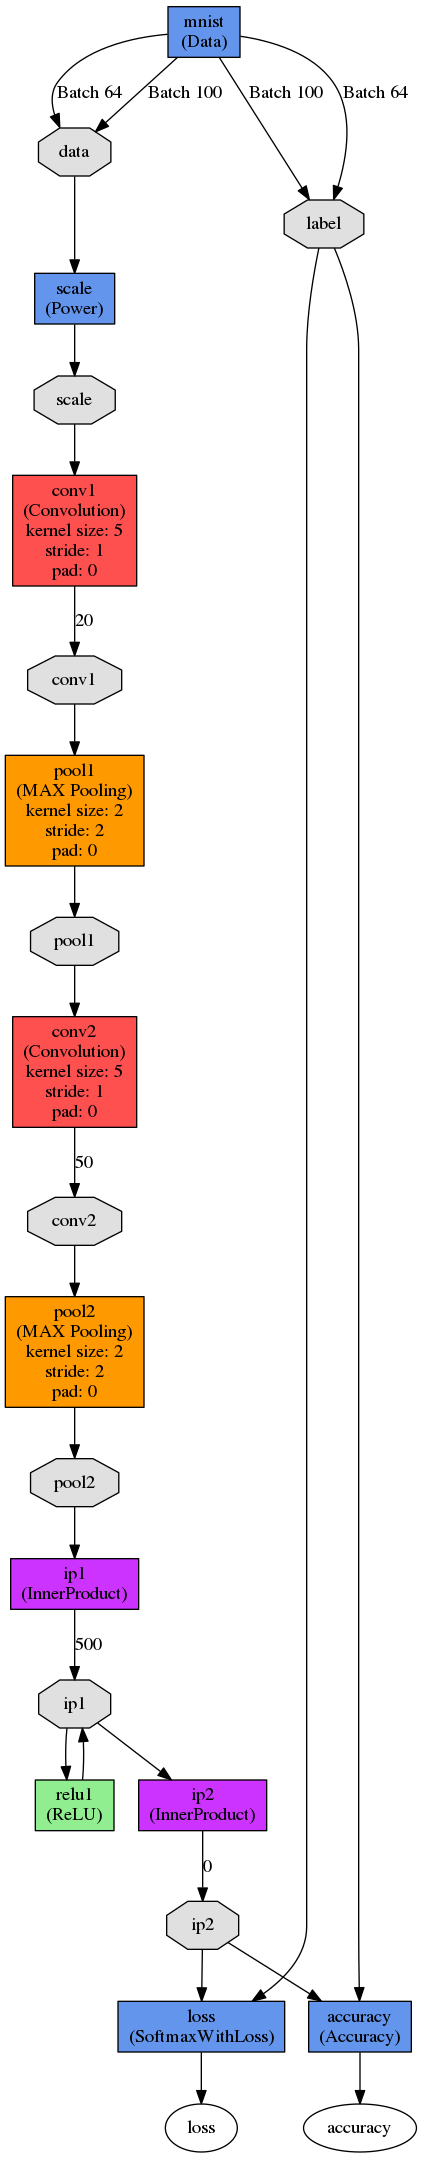 mnist
(Data)
Batch 64
Batch 100
Batch 100
Batch 64
data
label
scale
(Power)
scale
conv1
(Convolution)
kernel size: 5
stride: 1
pad: 0
20
conv1
pool1
(MAX Pooling)
kernel size: 2
stride: 2
pad: 0
pool1
conv2
(Convolution)
kernel size: 5
stride: 1
pad: 0
50
conv2
pool2
(MAX Pooling)
kernel size: 2
stride: 2
pad: 0
pool2
ip1
(InnerProduct)
500
ip1
relu1
(ReLU)
ip2
(InnerProduct)
0
ip2
loss
(SoftmaxWithLoss)
accuracy
(Accuracy)
loss
accuracy